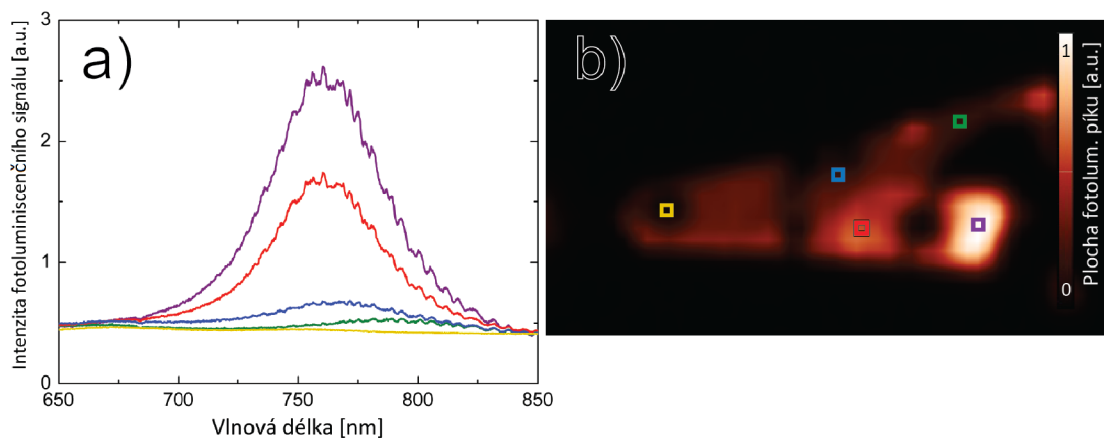 a)
Intenzita fotoluminiscenčního signálu [a.u.]
3
2
1
0
650
700
750
800
850
Vlnová délka [nm]
b)
1
0
Plocha fotolum. píku [a.u.]